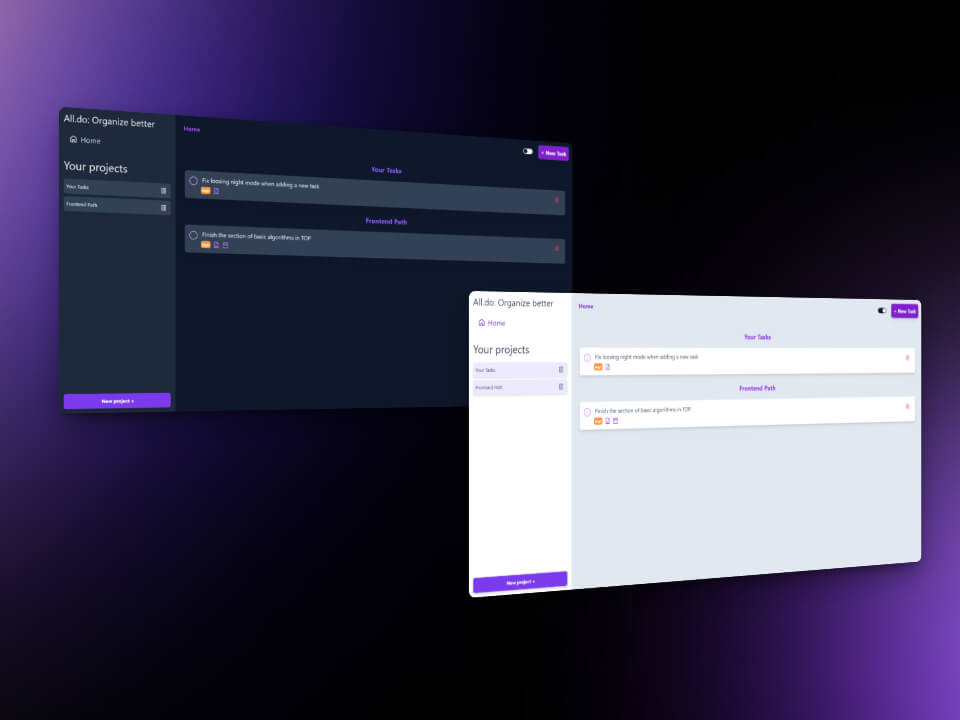 All.do: Organize better
Home
Your projects
Your Tasks
Frontend Path
New project +
Home
+ New Task
Your Tasks
Fix loosing night mode when adding a new task
Frontend Path
Finish the section of basic algorithms in TOP
All.do: Organize better
Home
Your projects
Your Tasks
Frontend Path
New project +
Home
+ New Task
Your Tasks
Fix loosing night mode when adding a new task
Frontend Path
Finish the section of basic algorithms in TOP